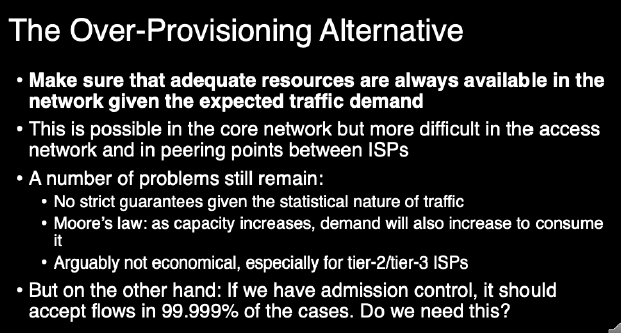 The Over-Provisioning Alternative
• Make sure that adequate resources are always available in the
network given the expected traffic demand
• This is possible in the core network but more difficult in the access
network and in peering points between ISPs
• A number of problems still remain:
• No strict guarantees given the statistical nature of traffic
• Moore's law: as capacity increases, demand will also increase to consume
it
• Arguably not economical, especially for tier-2/tier-3 ISPs
• But on the other hand: If we have admission control, it should
accept flows in 99.999% of the cases. Do we need this?